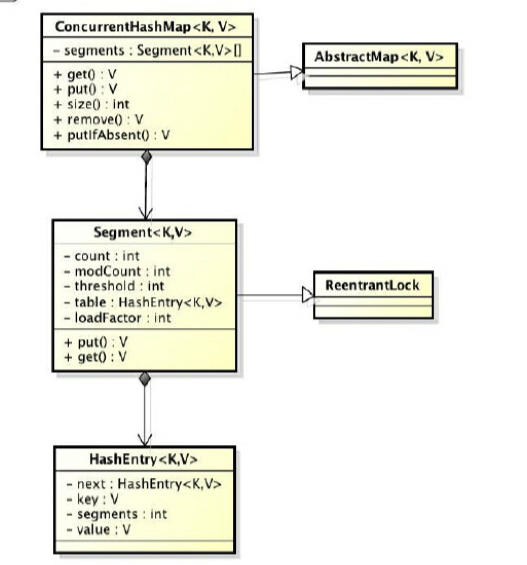 ConcurrentHashMap<K, V>
- segments : Segment<K,V>[]
+ get() : V
+ put() : V
+ size() : int
+ remove() : V
+ putIfAbsent() : V
AbstractMap<K, V>
Segment<K,V>
- count : int
- modCount : int
- threshold : int
- table : HashEntry<K,V>
- loadFactor : int
+ put() : V
+ get() : V
ReentrantLock
HashEntry<K,V>
- next : HashEntry<K,V>
- key : V
- segments : int
- value : V